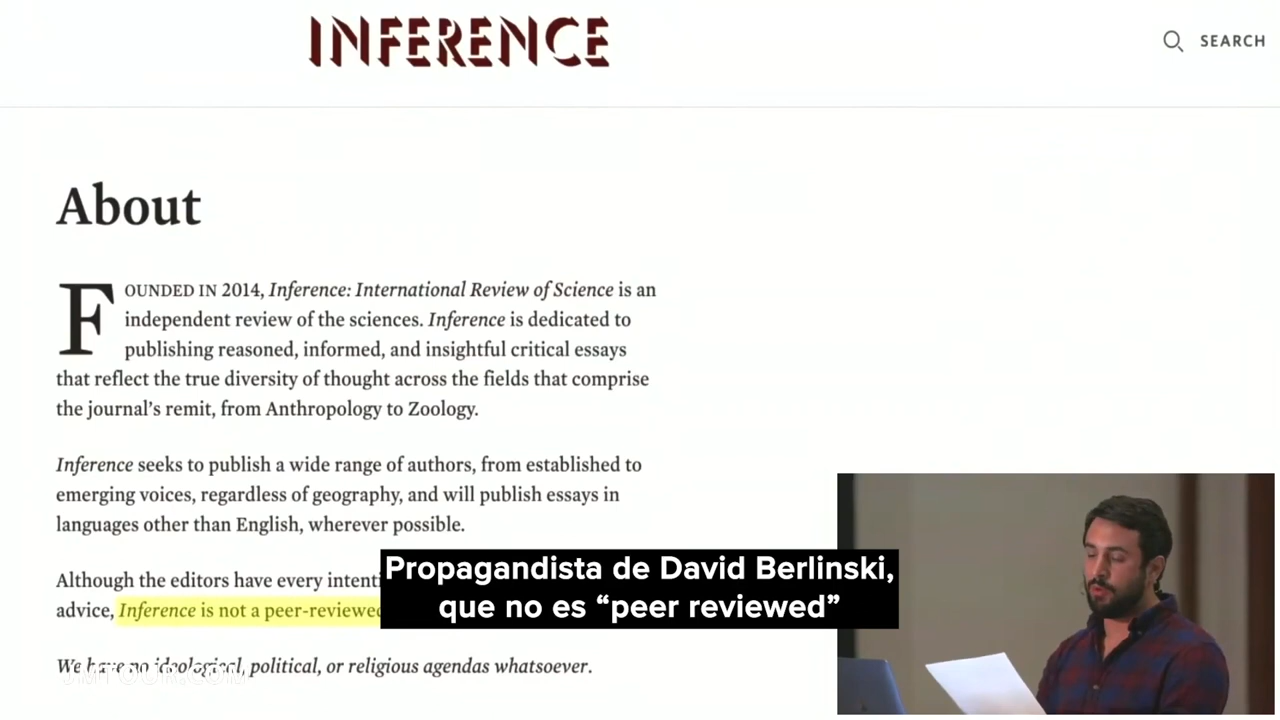 INFERENCE
SEARCH
About
FOUNDED IN 2014, Inference: International Review of Science is an
independent review of the sciences. Inference is dedicated to
publishing reasoned, informed, and insightful critical essays
that reflect the true diversity of thought across the fields that comprise
the journal’s remit, from Anthropology to Zoology.
Inference seeks to publish a wide range of authors, from established to
emerging voices, regardless of geography, and will publish essays in
languages other than English, wherever possible.
Although the editors have every
advice, Inference is not a peer-reviewed
We have no ideological, political, or religious agendas whatsoever.
JMTOUR.COM
Propagandista de David Berlinski,
que no es “peer reviewed”